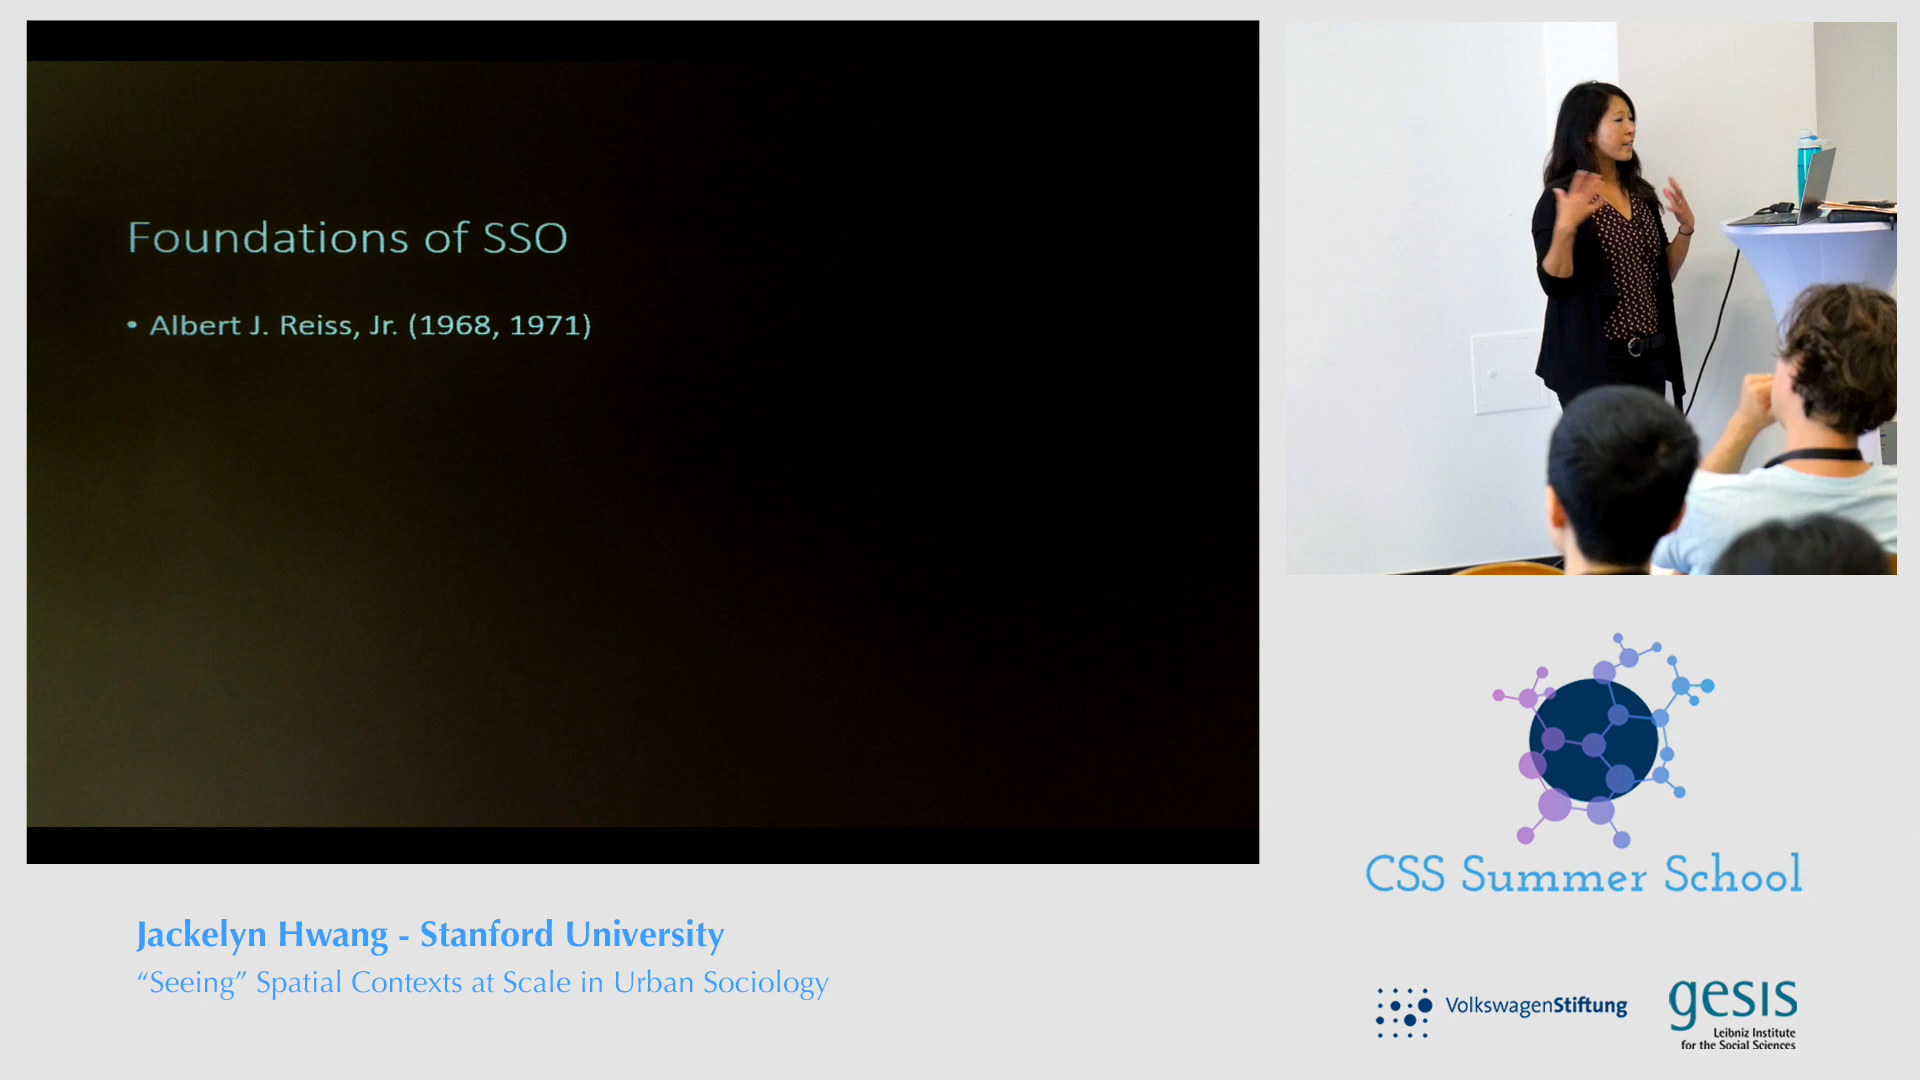 Foundations of SSO
• Albert J. Reiss, Jr. (1968, 1971)
Jackelyn Hwang - Stanford University
“Seeing” Spatial Contexts at Scale in Urban Sociology
CSS Summer School
VolkswagenStiftung
gesis
Leibniz Institute
for the Social Sciences